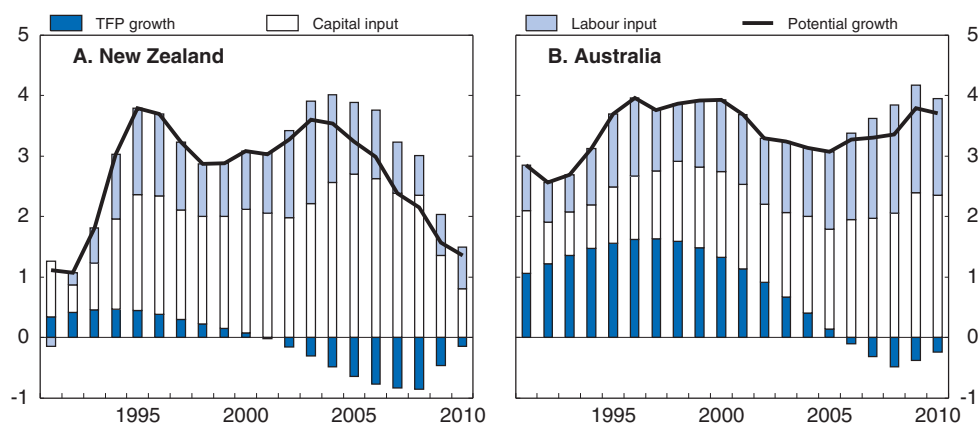 TFP growth Capital input Labour input Potential growth
5 5
A. New Zealand B. Australia
4 4
3 3
2 2
1 1
0 0
-1 -1
1995 2000 2005 2010 1995 2000 2005 2010